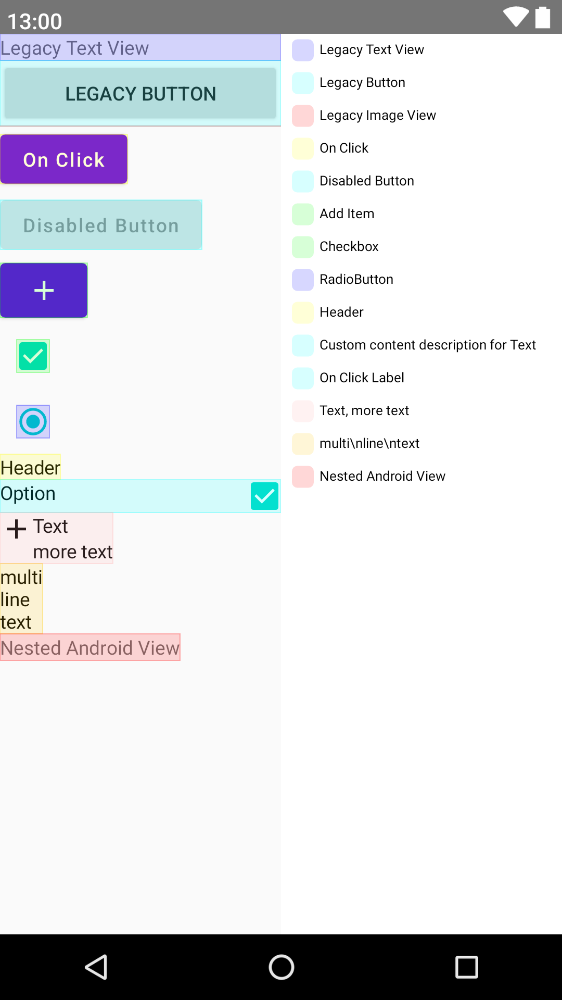 13:00
Legacy Text View
LEGACY BUTTON
On Click
Disabled Button
Header
Option
Text
more text
multi
line
text
Nested Android View
Legacy Text View
Legacy Button
Legacy Image View
On Click
Disabled Button
Add Item
Checkbox
RadioButton
Header
Custom content description for Text
On Click Label
Text, more text
multi\nline\ntext
Nested Android View